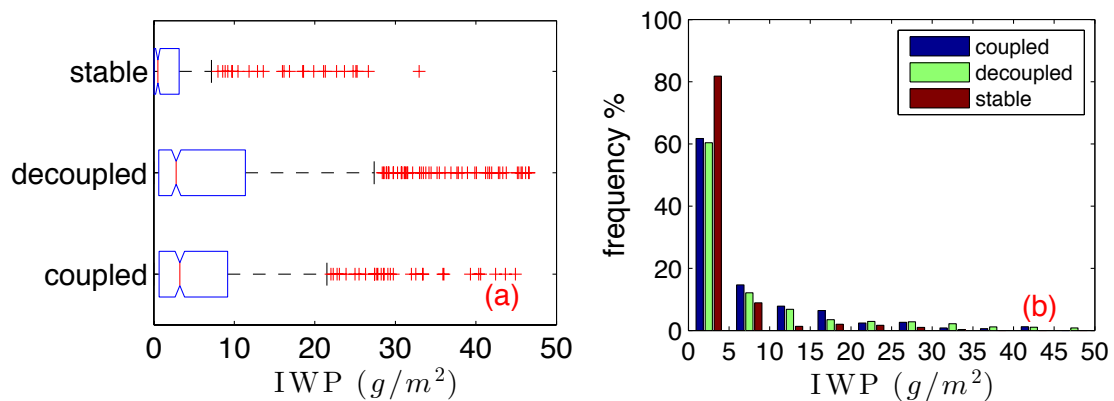 stable
decoupled
coupled
(a)
0 10 20 30 40 50
IWP (g/m²)
frequency %
100
80
60
40
20
0
coupled
decoupled
stable
(b)
0 5 10 15 20 25 30 35 40 45 50
IWP (g/m²)